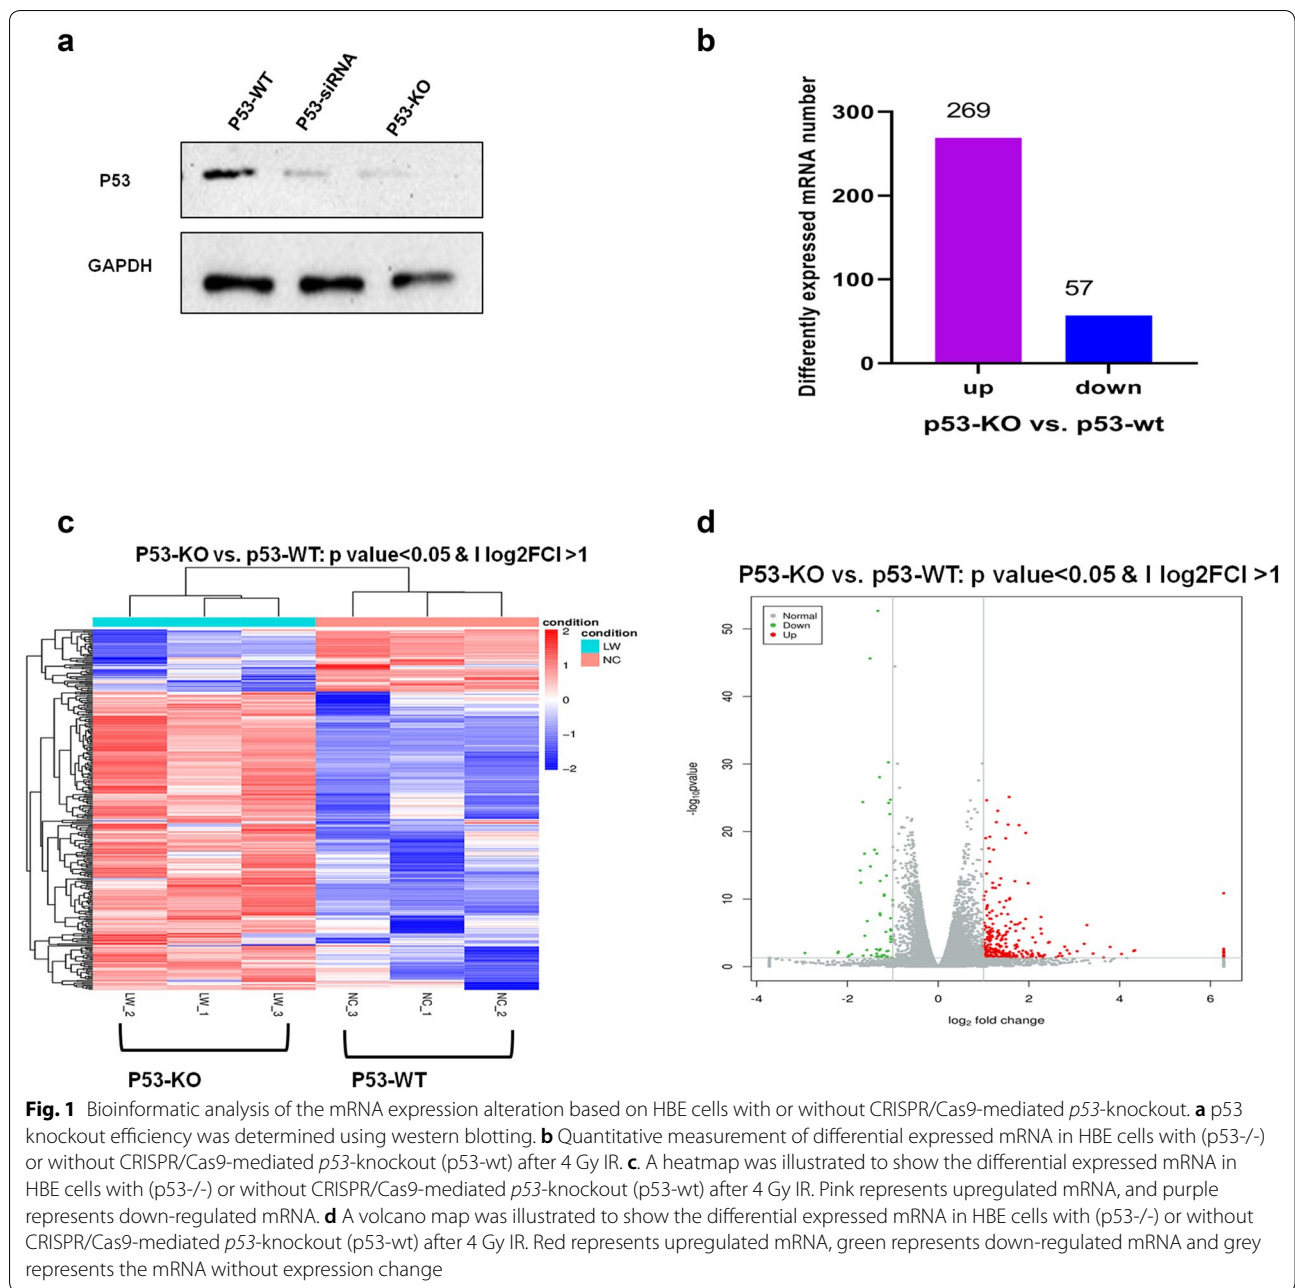 a
P53-WT
P53-siRNA
P53-KO
P53
GAPDH
b
Differently expressed mRNA number
300
200
100
0
269
57
up
down
p53-KO vs. p53-wt
c
P53-KO vs. p53-WT: p value<0.05 & I log2FCI >1
condition
2
1
0
−1
−2
condition
LW
NC
LW_2
LW_1
LW_3
NC_3
NC_1
NC_2
P53-KO
P53-WT
d
P53-KO vs. p53-WT: p value<0.05 & I log2FCI >1
Normal
Down
Up
-log10pvalue
50
40
30
20
10
0
-4
-2
0
2
4
6
log2 fold change
Fig. 1 Bioinformatic analysis of the mRNA expression alteration based on HBE cells with or without CRISPR/Cas9-mediated p53-knockout. a p53
knockout efficiency was determined using western blotting. b Quantitative measurement of differential expressed mRNA in HBE cells with (p53-/-)
or without CRISPR/Cas9-mediated p53-knockout (p53-wt) after 4 Gy IR. c. A heatmap was illustrated to show the differential expressed mRNA in
HBE cells with (p53-/-) or without CRISPR/Cas9-mediated p53-knockout (p53-wt) after 4 Gy IR. Pink represents upregulated mRNA, and purple
represents down-regulated mRNA. d A volcano map was illustrated to show the differential expressed mRNA in HBE cells with (p53-/-) or without
CRISPR/Cas9-mediated p53-knockout (p53-wt) after 4 Gy IR. Red represents upregulated mRNA, green represents down-regulated mRNA and grey
represents the mRNA without expression change